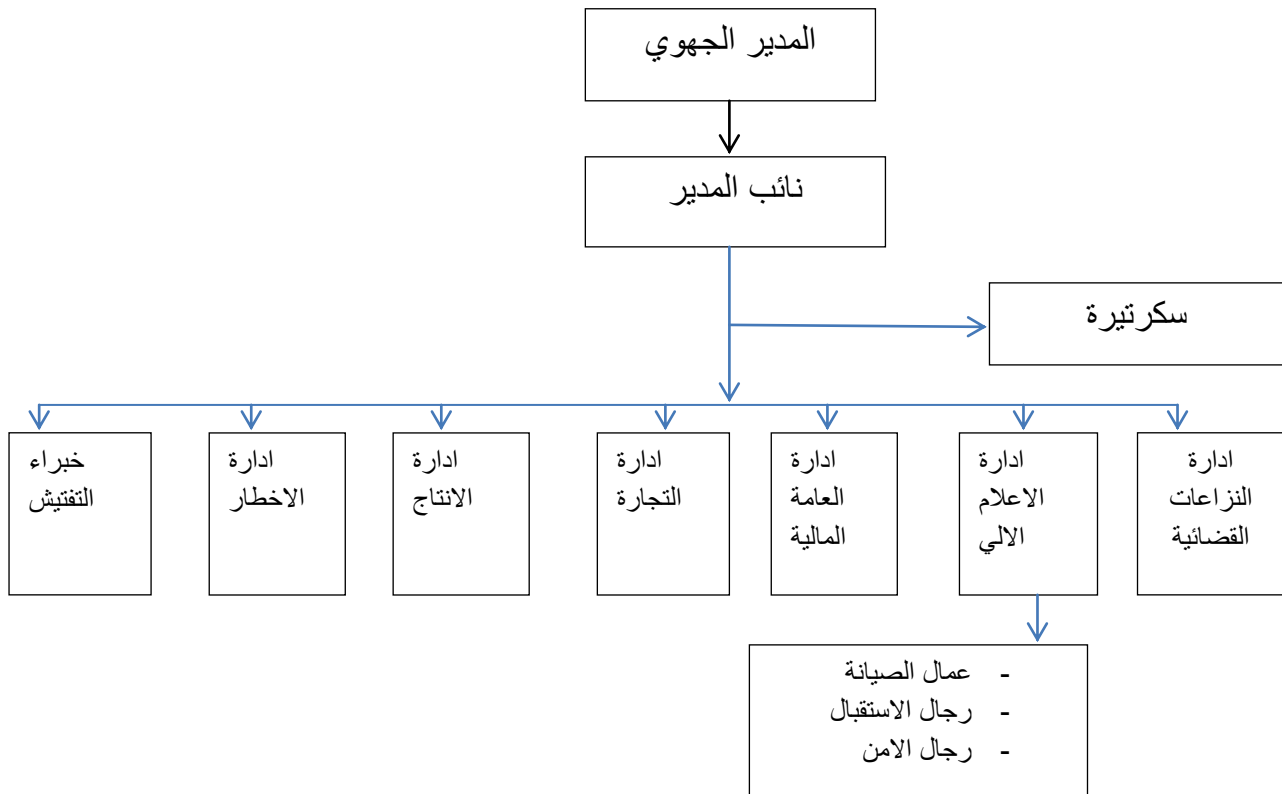 المدير الجهوي
نائب المدير
سكرتيرة
ادارة
النزاعات
القضائية
ادارة
الاعلام
الالي
ادارة
العامة
المالية
ادارة
التجارة
ادارة
الانتاج
ادارة
الاخطار
خبراء
التفتيش
- عمال الصيانة
- رجال الاستقبال
- رجال الامن